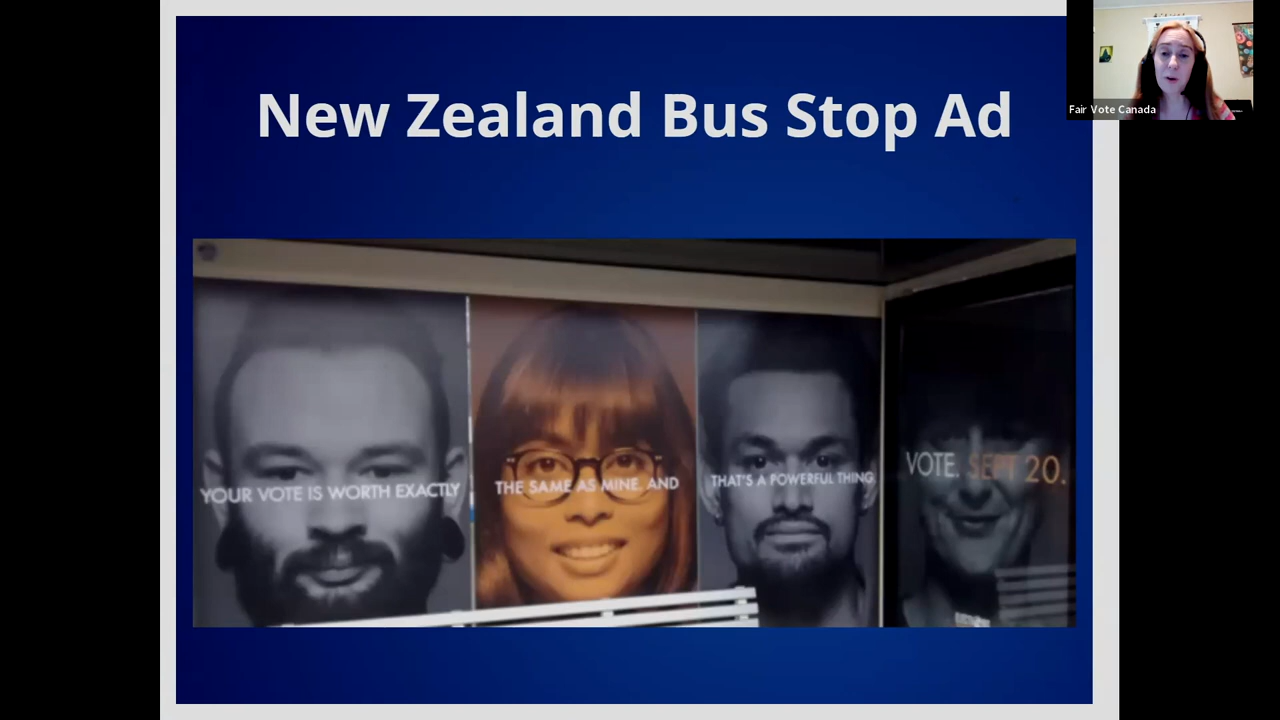 New Zealand Bus Stop Ad
Fair Vote Canada
YOUR VOTE IS WORTH EXACTLY
THE SAME AS MINE, AND
THAT'S A POWERFUL THING.
VOTE. SEPT 20.